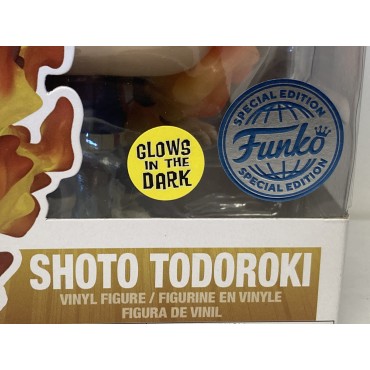 GLOWS
IN THE
DARK
SPECIAL EDITION
Funko
SPECIAL EDITION
SHOTO TODOROKI
VINYL FIGURE / FIGURINE EN VINYLE
FIGURA DE VINIL